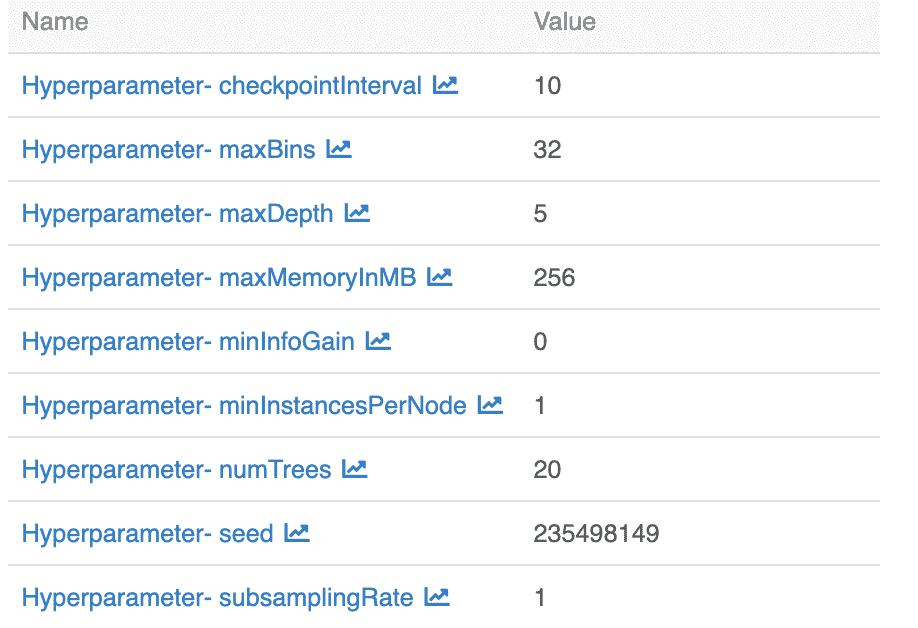 Name Value
Hyperparameter- checkpointInterval 10
Hyperparameter- maxBins 32
Hyperparameter- maxDepth 5
Hyperparameter- maxMemoryInMB 256
Hyperparameter- minInfoGain 0
Hyperparameter- minInstancesPerNode 1
Hyperparameter- numTrees 20
Hyperparameter- seed 235498149
Hyperparameter- subsamplingRate 1